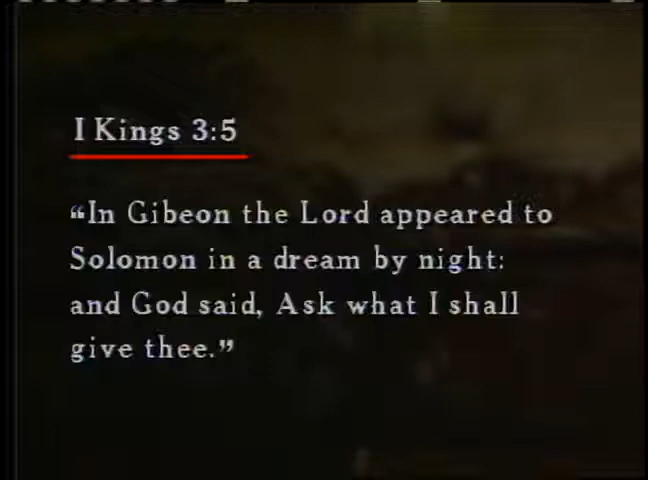 I Kings 3:5
“In Gibeon the Lord appeared to
Solomon in a dream by night:
and God said, Ask what I shall
give thee.”